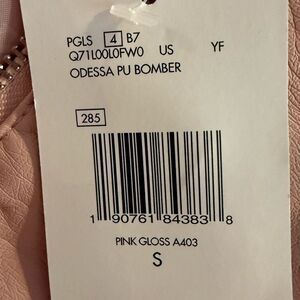 PGLS 4 B7
Q71L00L0FW0 US YF
ODESSA PU BOMBER
285
1 90761 84383 8
PINK GLOSS A403
S